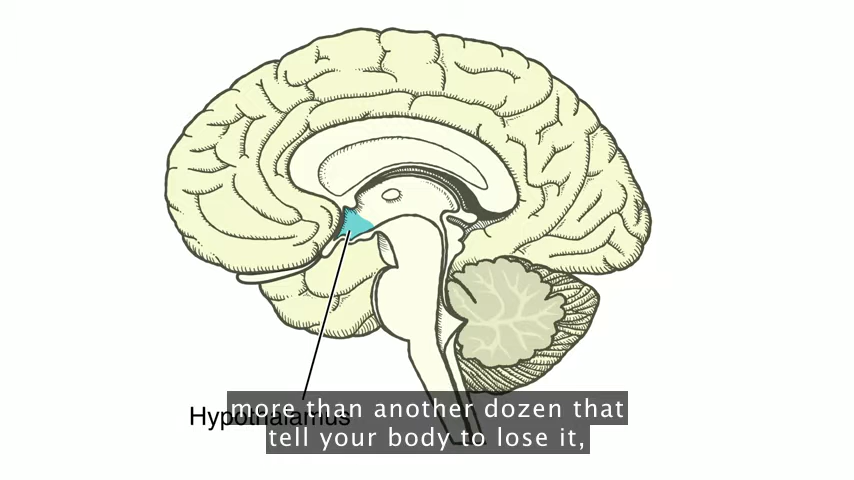 more than another dozen that
Hypothalamus
tell your body to lose it,